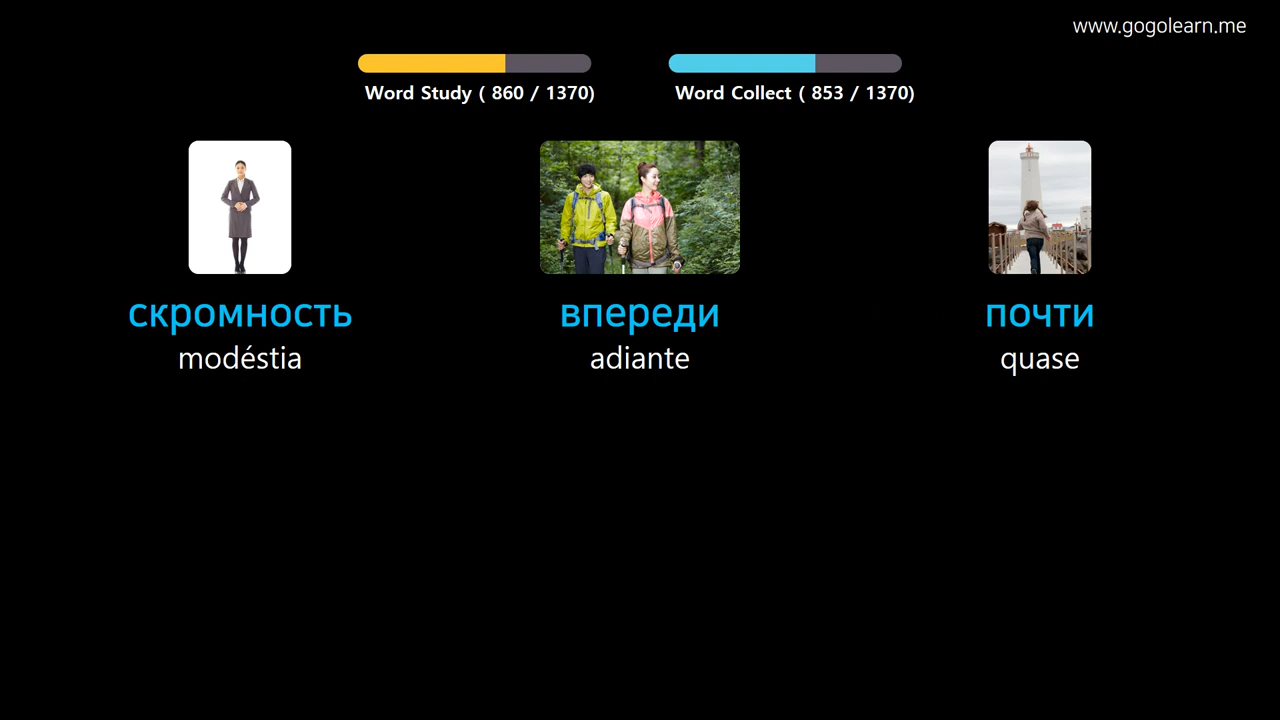 www.gogolearn.me
Word Study ( 860 / 1370)
Word Collect ( 853 / 1370)
скромность
modéstia
впереди
adiante
почти
quase